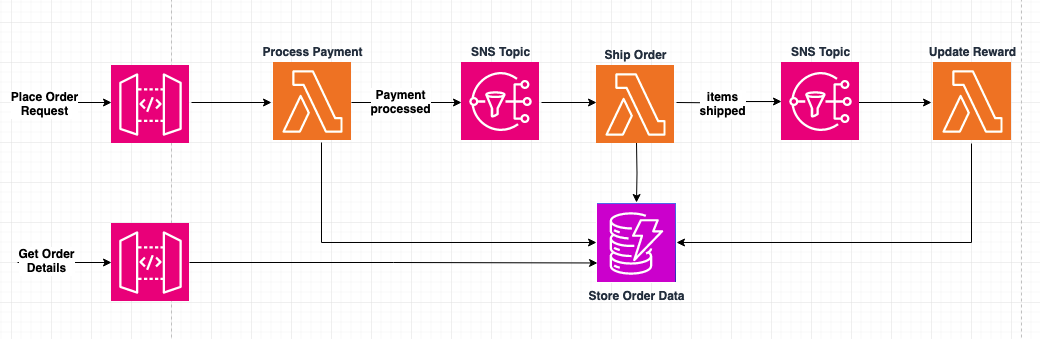 Process Payment
SNS Topic
Ship Order
SNS Topic
Update Reward
Place Order
Request
</>
Payment
processed
items
shipped
Get Order
Details
</>
Store Order Data